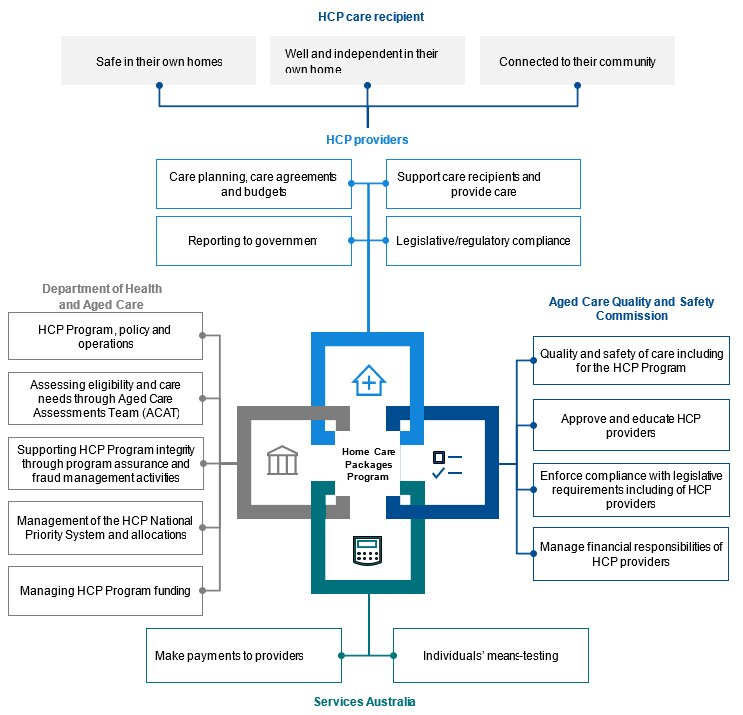 HCP care recipient
Safe in their own homes
Well and independent in their
own home
Connected to their community
HCP providers
Care planning, care agreements
and budgets
Support care recipients and
provide care
Reporting to government
Legislative/regulatory compliance
Department of Health
and Aged Care
HCP Program, policy and
operations
Assessing eligibility and care
needs through Aged Care
Assessments Team (ACAT)
Supporting HCP Program integrity
through program assurance and
fraud management activities
Management of the HCP National
Priority System and allocations
Managing HCP Program funding
Home Care
Packages
Program
Aged Care Quality and Safety
Commission
Quality and safety of care including
for the HCP Program
Approve and educate HCP
providers
Enforce compliance with legislative
requirements including of HCP
providers
Manage financial responsibilities of
HCP providers
Make payments to providers
Individuals’ means-testing
Services Australia